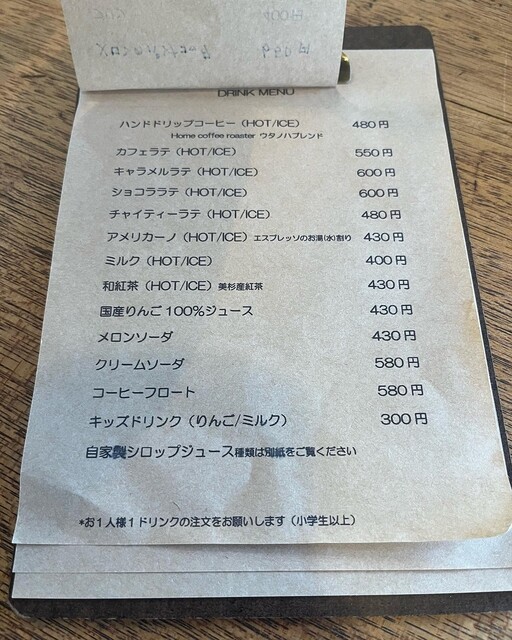 DRINK MENU
ハンドドリップコーヒー（HOT/ICE） 480円
Home coffee roaster ウタノハブレンド
カフェラテ（HOT/ICE） 550円
キャラメルラテ（HOT/ICE） 600円
ショコララテ（HOT/ICE） 600円
チャイティーラテ（HOT/ICE） 480円
アメリカーノ（HOT/ICE）エスプレッソのお湯(水)割り 430円
ミルク（HOT/ICE） 400円
和紅茶（HOT/ICE）美杉産紅茶 430円
国産りんご100%ジュース 430円
メロンソーダ 430円
クリームソーダ 580円
コーヒーフロート 580円
キッズドリンク（りんご/ミルク） 300円
自家製シロップジュース種類は別紙をご覧ください
*お1人様1ドリンクの注文をお願いします（小学生以上）